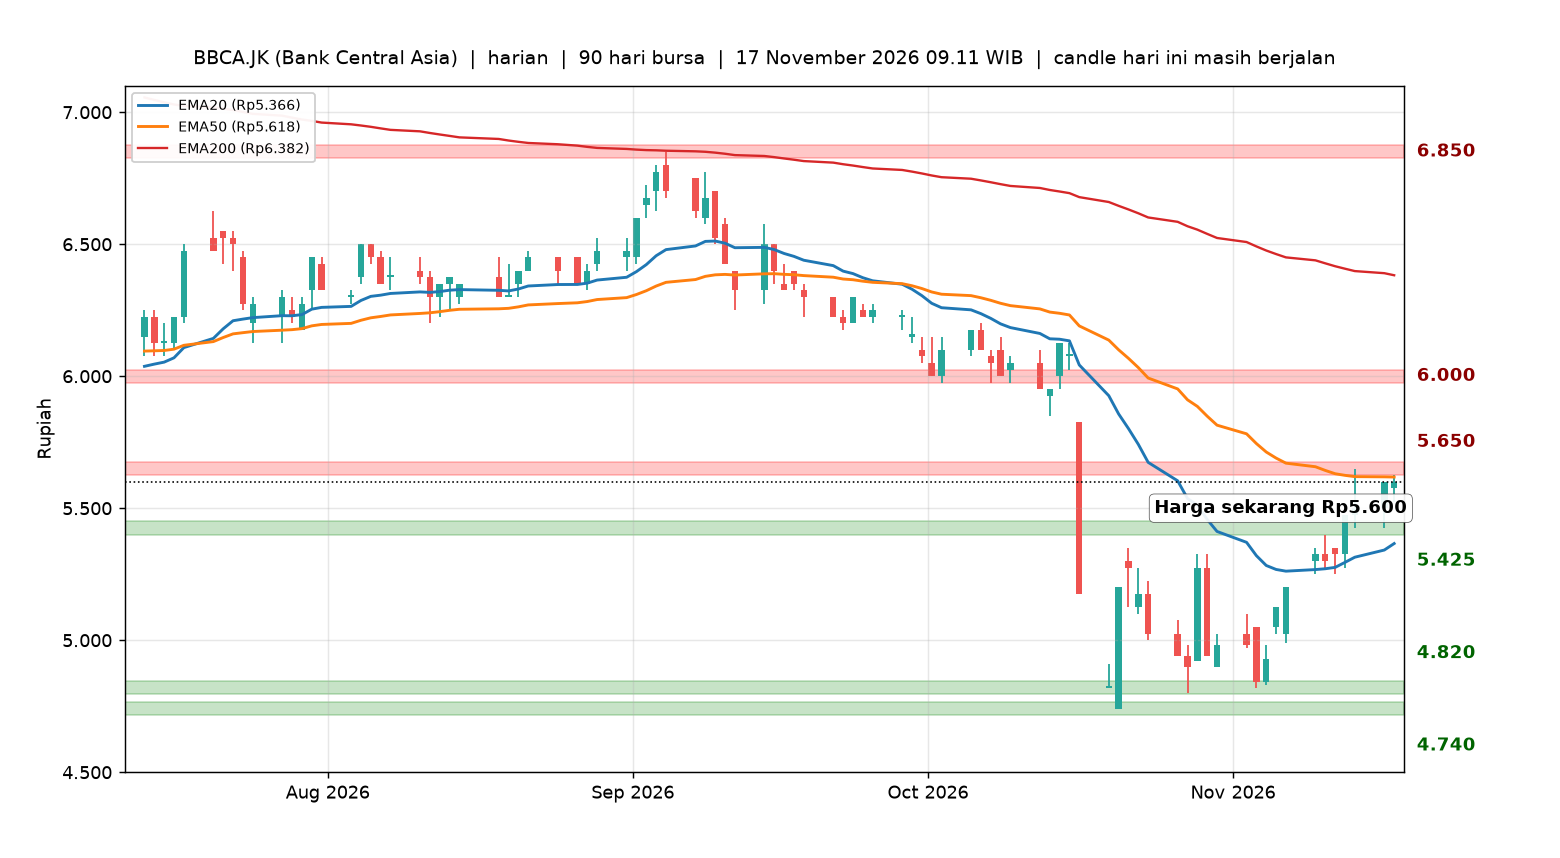 BBCA.JK (Bank Central Asia) | harian | 90 hari bursa | 17 November 2026 09.11 WIB | candle hari ini masih berjalan
EMA20 (Rp5.366)
EMA50 (Rp5.618)
EMA200 (Rp6.382)
Rupiah
7.000
6.500
6.000
5.500
5.000
4.500
6.850
6.000
5.650
Harga sekarang Rp5.600
5.425
4.820
4.740
Aug 2026
Sep 2026
Oct 2026
Nov 2026